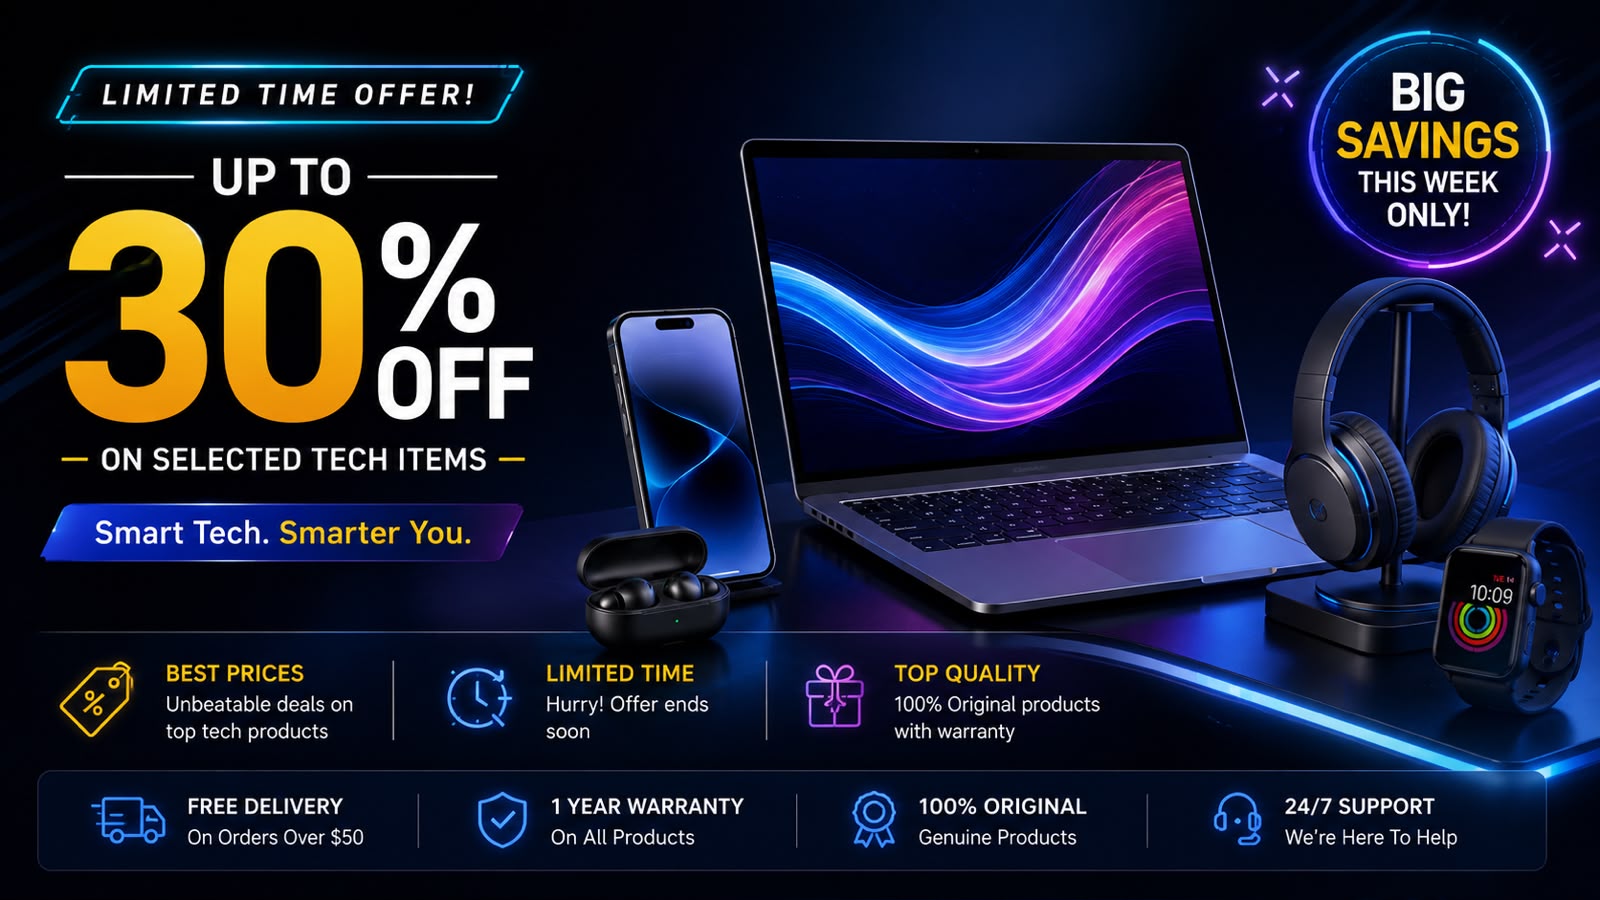 LIMITED TIME OFFER!
UP TO
30%
OFF
ON SELECTED TECH ITEMS
Smart Tech. Smarter You.
BIG
SAVINGS
THIS WEEK
ONLY!
10:09
BEST PRICES
Unbeatable deals on
top tech products
LIMITED TIME
Hurry! Offer ends
soon
TOP QUALITY
100% Original products
with warranty
FREE DELIVERY
On Orders Over $50
1 YEAR WARRANTY
On All Products
100% ORIGINAL
Genuine Products
24/7 SUPPORT
We're Here To Help